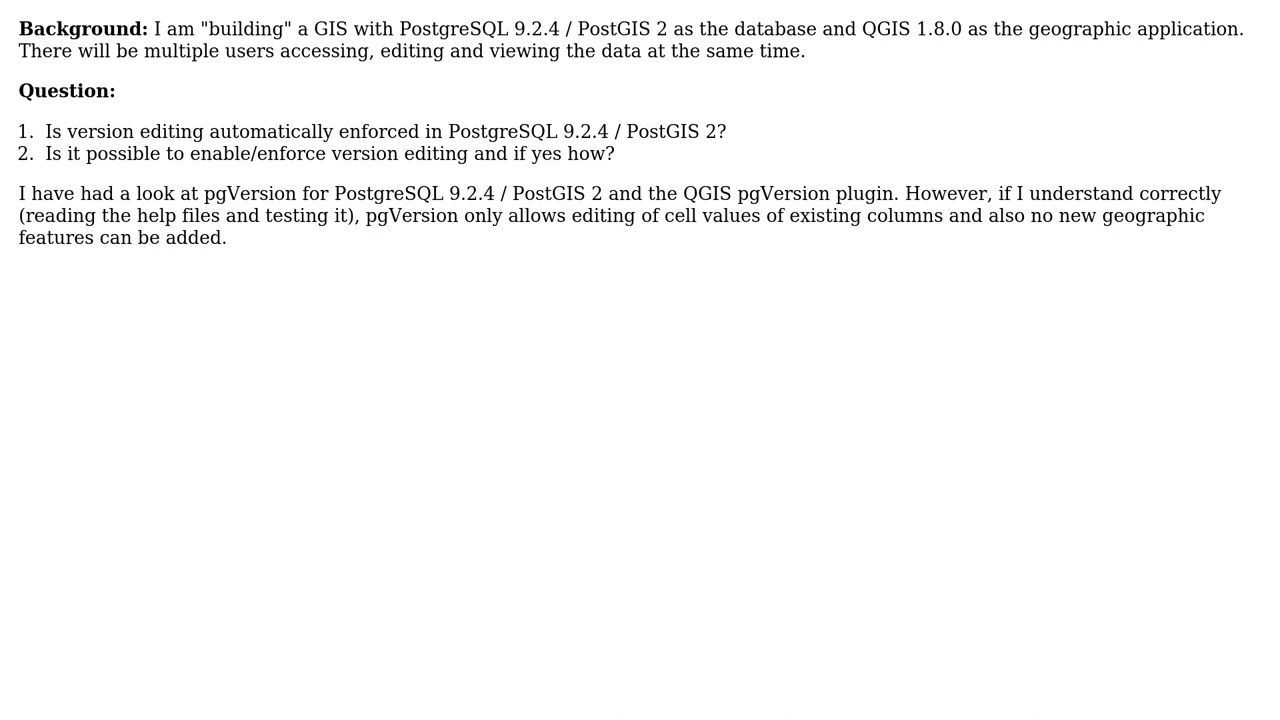 Background: I am "building" a GIS with PostgreSQL 9.2.4 / PostGIS 2 as the database and QGIS 1.8.0 as the geographic application.
There will be multiple users accessing, editing and viewing the data at the same time.
Question:
1. Is version editing automatically enforced in PostgreSQL 9.2.4 / PostGIS 2?
2. Is it possible to enable/enforce version editing and if yes how?
I have had a look at pgVersion for PostgreSQL 9.2.4 / PostGIS 2 and the QGIS pgVersion plugin. However, if I understand correctly
(reading the help files and testing it), pgVersion only allows editing of cell values of existing columns and also no new geographic
features can be added.